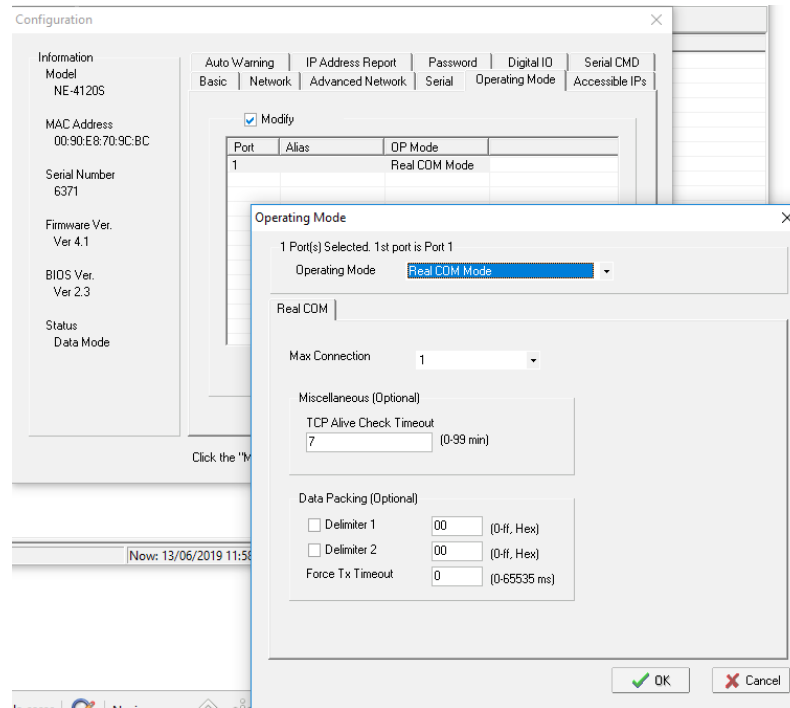 Configuration
Information
Model
NE-4120S
MAC Address
00:90:E8:70:9C:BC
Serial Number
6371
Firmware Ver.
Ver 4.1
BIOS Ver.
Ver 2.3
Status
Data Mode
Auto Warning IP Address Report Password Digital IO Serial CMD
Basic Network Advanced Network Serial Operating Mode Accessible IPs
Modify
Port Alias OP Mode
1 Real COM Mode
Click the "M
Operating Mode
1 Port(s) Selected. 1st port is Port 1
Operating Mode Real COM Mode
Real COM
Max Connection 1
Miscellaneous (Optional)
TCP Alive Check Timeout
7 (0-99 min)
Data Packing (Optional)
Delimiter 1 00 (0-ff, Hex)
Delimiter 2 00 (0-ff, Hex)
Force Tx Timeout 0 (0-65535 ms)
OK Cancel
Now: 13/06/2019 11:58